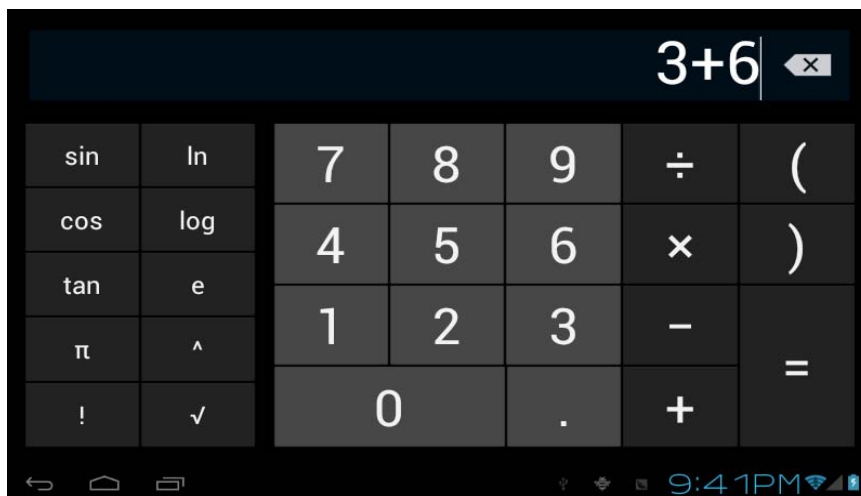 3+6
sin ln 7 8 9 ÷ (
cos log 4 5 6 × )
tan e 1 2 3 −
π ^ =
! √ 0 . +
9:41PM